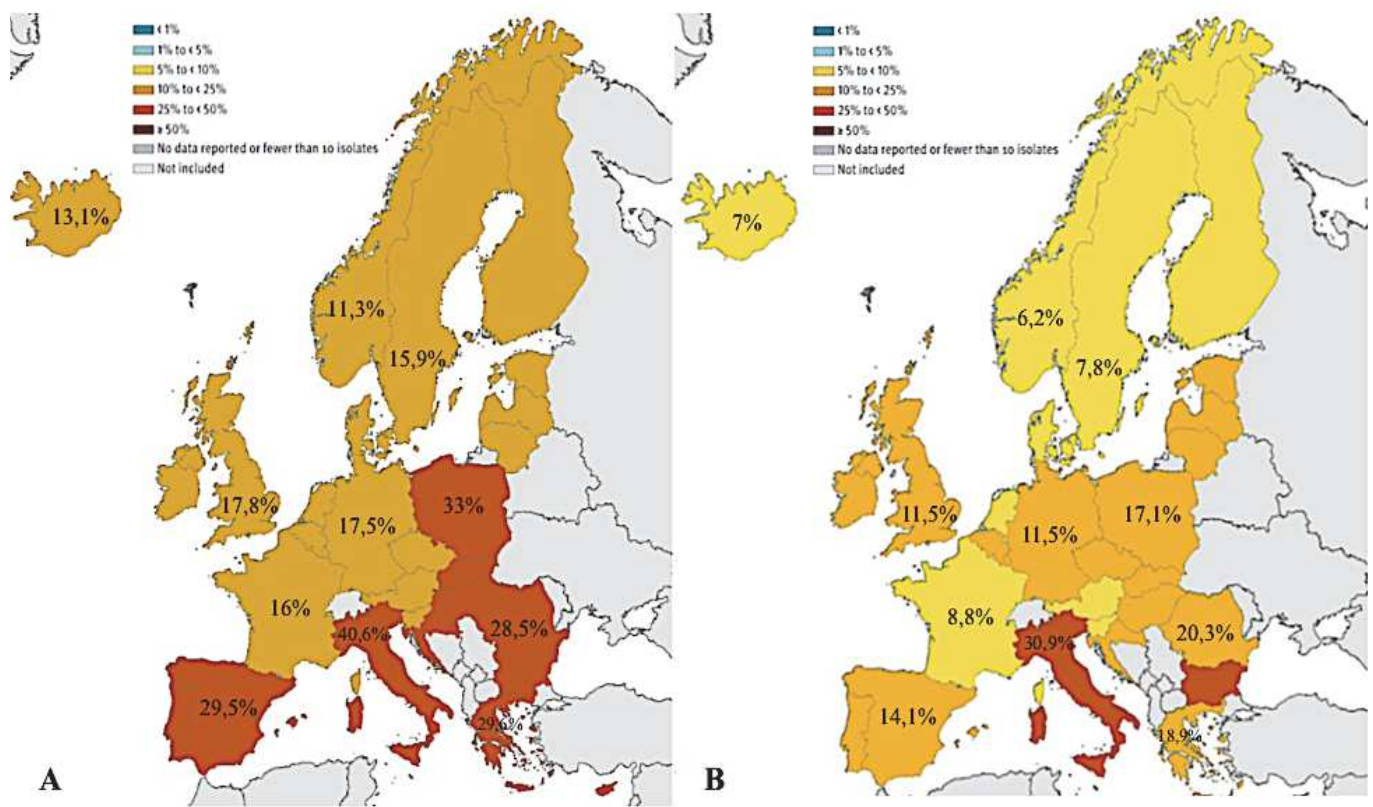 < 1%
1% to < 5%
5% to < 10%
10% to < 25%
25% to < 50%
≥ 50%
No data reported or fewer than 10 isolates
Not included
13,1%
11,3%
15,9%
17,8%
17,5%
33%
16%
40,6%
28,5%
29,5%
29,6%
A
< 1%
1% to < 5%
5% to < 10%
10% to < 25%
25% to < 50%
≥ 50%
No data reported or fewer than 10 isolates
Not included
7%
6,2%
7,8%
11,5%
11,5%
17,1%
8,8%
30,9%
20,3%
14,1%
18,9%
B